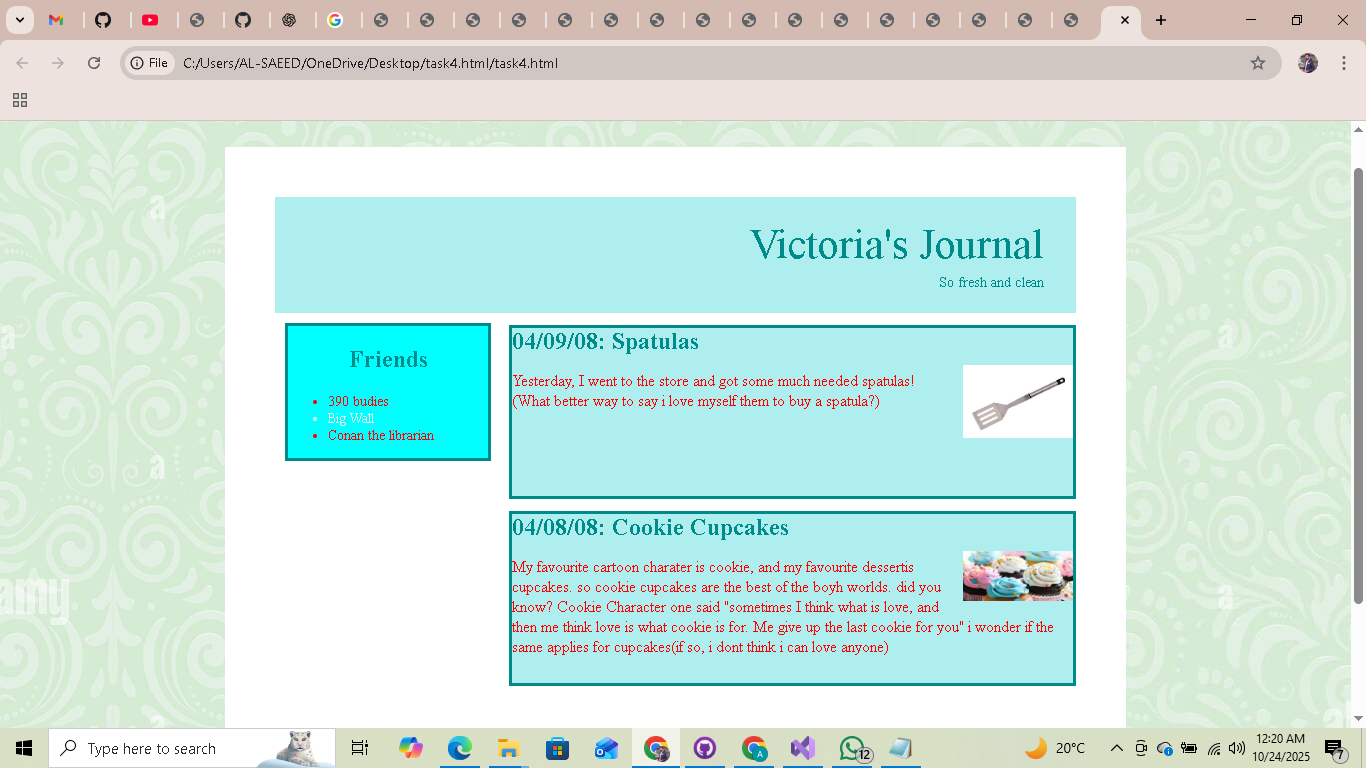 File
C:/Users/AL-SAEED/OneDrive/Desktop/task4.html/task4.html
Victoria's Journal
So fresh and clean
Friends
390 budies
Big Wall
Conan the librarian
04/09/08: Spatulas
Yesterday, I went to the store and got some much needed spatulas!
(What better way to say i love myself them to buy a spatula?)
04/08/08: Cookie Cupcakes
My favourite cartoon charater is cookie, and my favourite dessertis
cupcakes. so cookie cupcakes are the best of the boyh worlds. did you
know? Cookie Character one said "sometimes I think what is love, and
then me think love is what cookie is for. Me give up the last cookie for you" i wonder if the
same applies for cupcakes(if so, i dont think i can love anyone)
a
a
a
a
a
a
amy
a
a
Type here to search
A
12
20°C
12:20 AM
10/24/2025
7